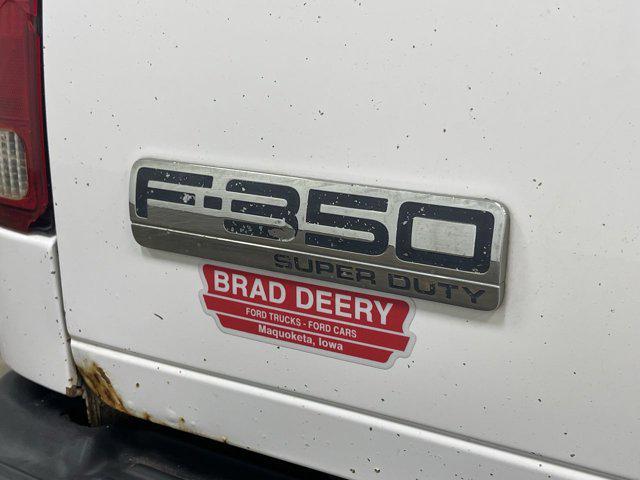 F-350
SUPER DUTY
BRAD DEERY
FORD TRUCKS - FORD CARS
Maquoketa, Iowa